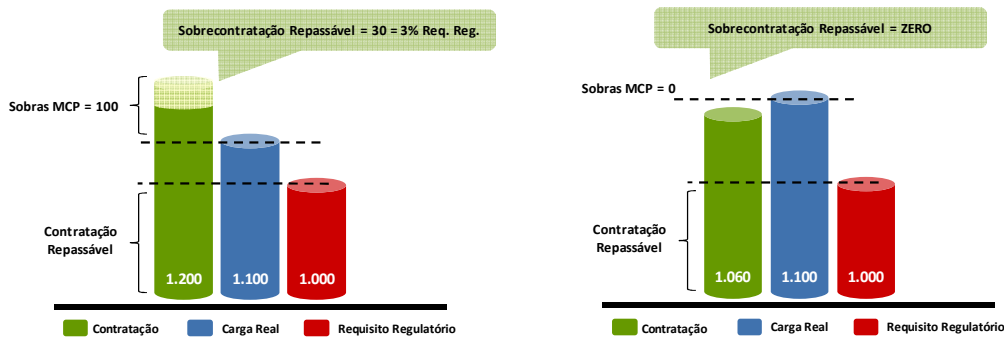 Sobrecontratação Repassável = 30 = 3% Req. Reg.
Sobras MCP = 100
Contratação
Repassável
1.200
1.100
1.000
Contratação
Carga Real
Requisito Regulatório
Sobrecontratação Repassável = ZERO
Sobras MCP = 0
Contratação
Repassável
1.060
1.100
1.000
Contratação
Carga Real
Requisito Regulatório